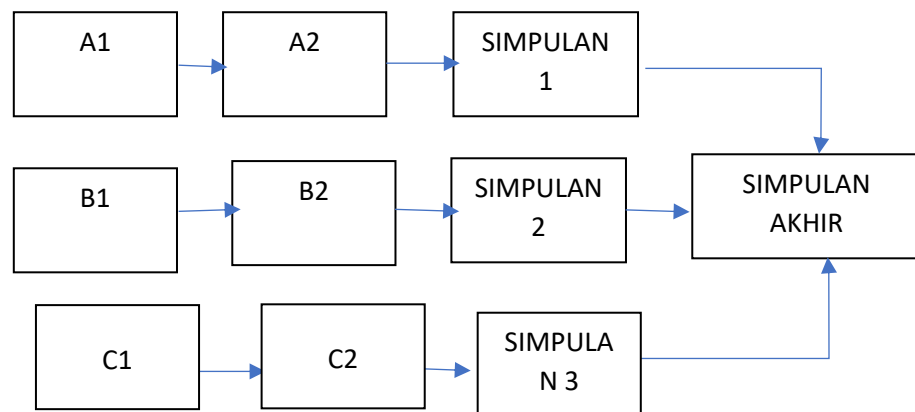 A1
A2
SIMPULAN
1
B1
B2
SIMPULAN
2
SIMPULAN
AKHIR
C1
C2
SIMPULA
N 3